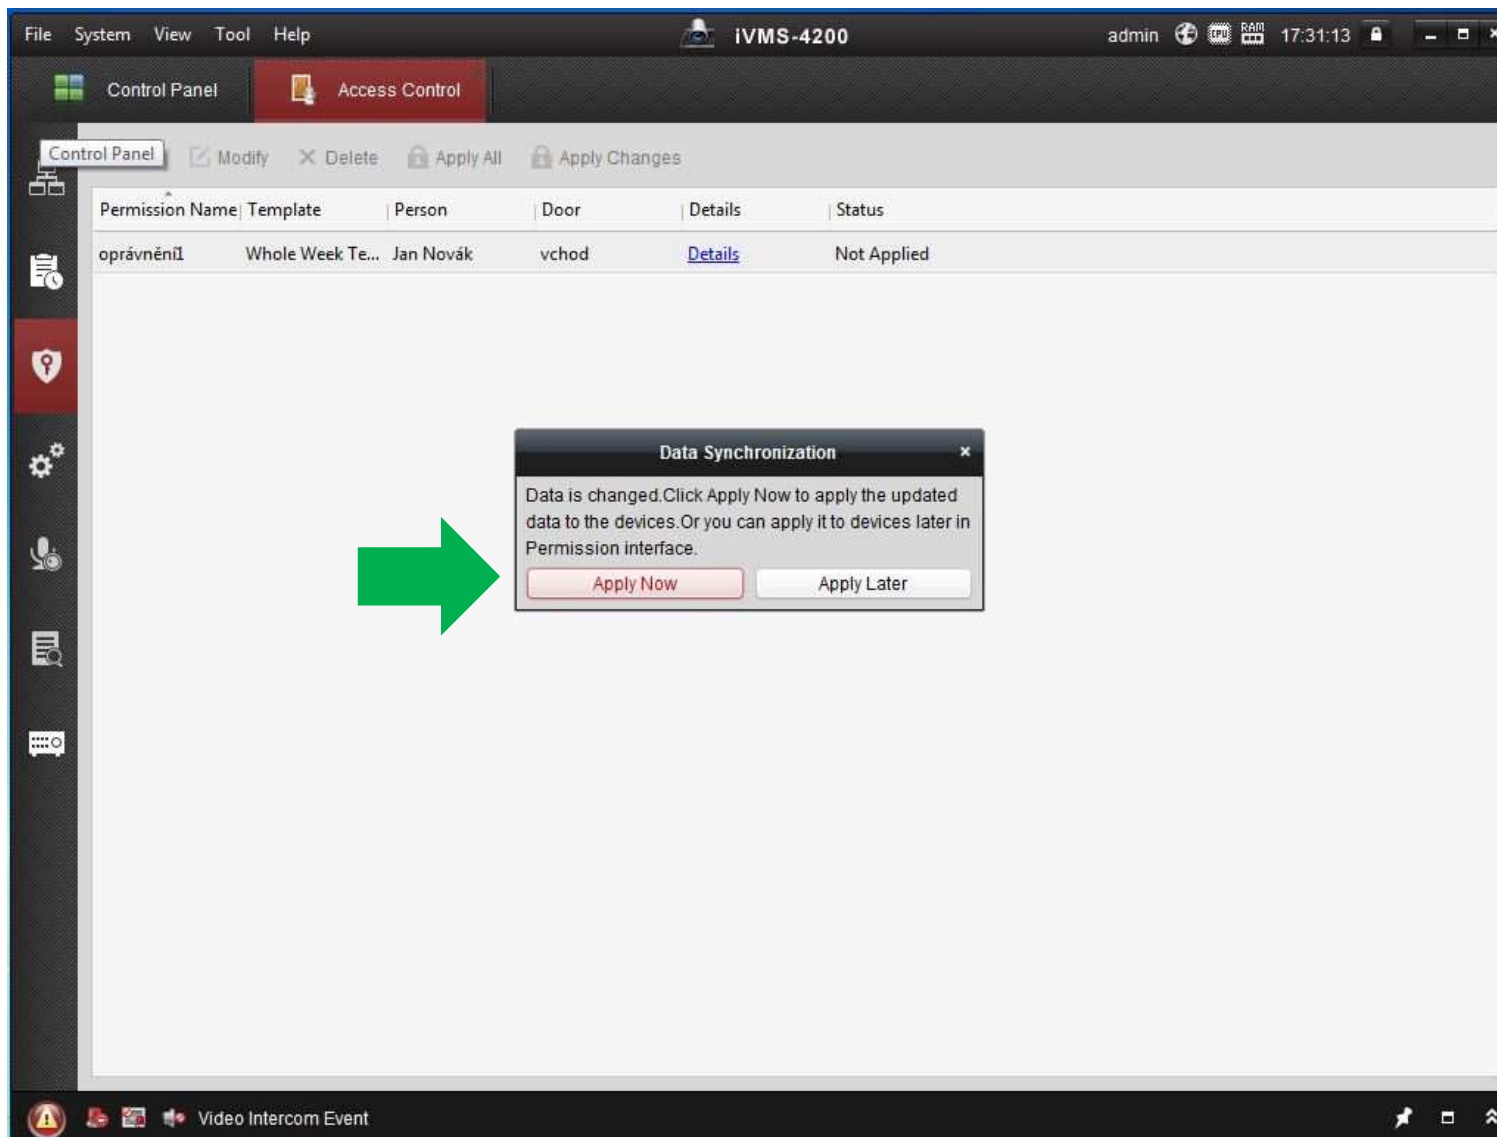 File System View Tool Help iVMS-4200 admin CPU RAM 17:31:13
Control Panel Access Control
Control Panel Modify Delete Apply All Apply Changes
Permission Name Template Person Door Details Status
oprávnění1 Whole Week Te... Jan Novák vchod Details Not Applied
Data Synchronization
Data is changed.Click Apply Now to apply the updated
data to the devices.Or you can apply it to devices later in
Permission interface.
Apply Now Apply Later
Video Intercom Event